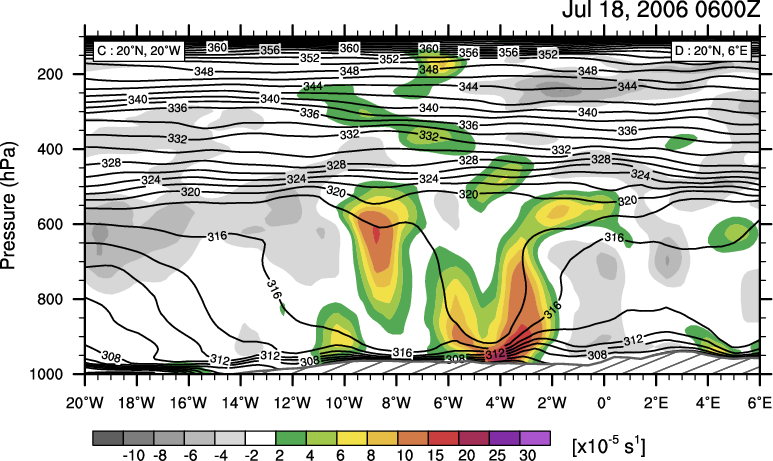 Jul 18, 2006 0600Z
C : 20°N, 20°W
D : 20°N, 6°E
360 356 352 360 352 360 356 356 352
348 348 348 348
344 344 344
340 340 340 340
336 336 336 336
332 332 332 332
328 328 328 328
324 324 324 324
320 320 320 320
316 316 316 316 316
308 312 312 308 308 312 308 312
Pressure (hPa)
200
400
600
800
1000
20°W 18°W 16°W 14°W 12°W 10°W 8°W 6°W 4°W 2°W 0° 2°E 4°E 6°E
-10 -8 -6 -4 -2 2 4 6 8 10 15 20 25 30 [x10⁻⁵ s¹]